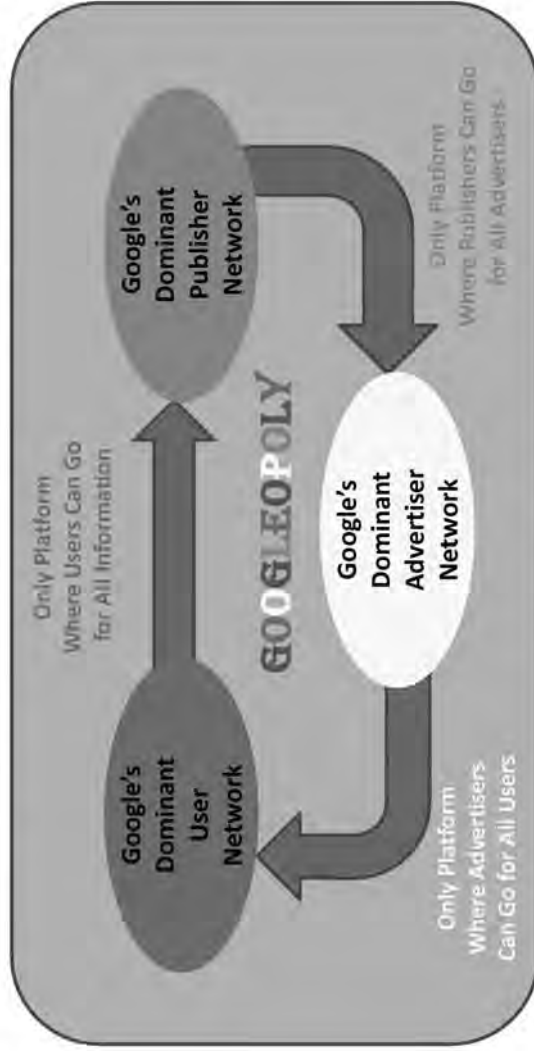 Only Platform
Where Users Can Go
for All Information
Google's
Dominant
User
Network
Google's
Dominant
Publisher
Network
GOOGLEOPOLY
Google's
Dominant
Advertiser
Network
Only Platform
Where Advertisers
Can Go for All Users
Only Platform
Where Publishers Can Go
for All Advertisers